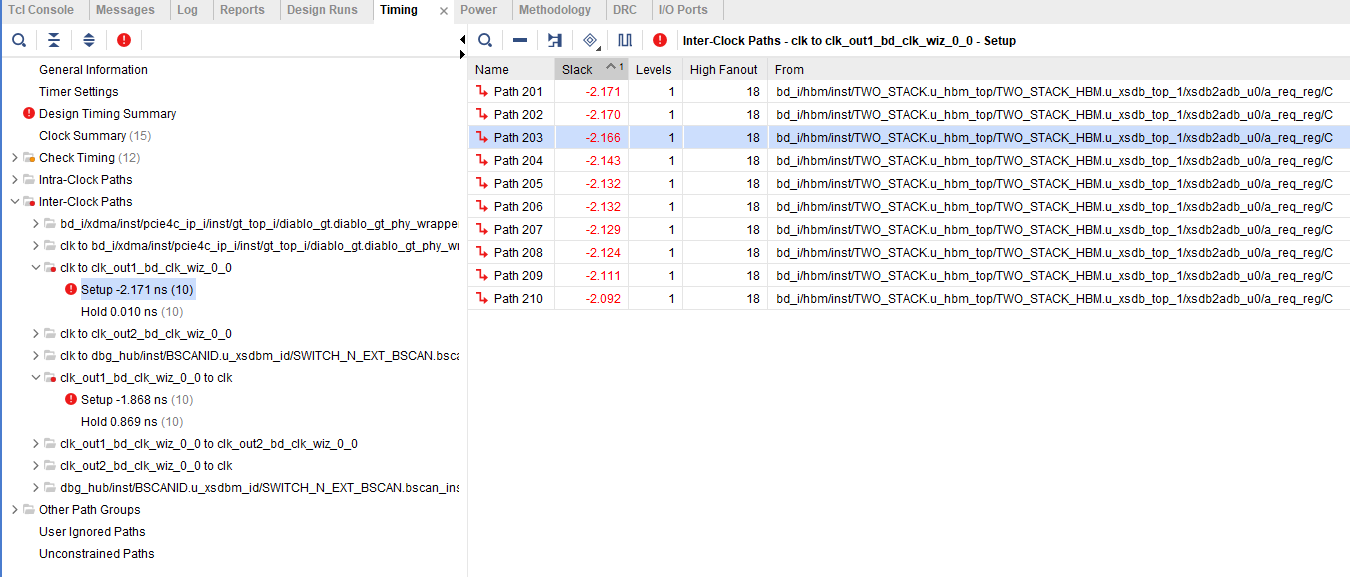 Tcl Console Messages Log Reports Design Runs Timing × Power Methodology DRC I/O Ports
General Information
Timer Settings
Design Timing Summary
Clock Summary (15)
Check Timing (12)
Intra-Clock Paths
Inter-Clock Paths
bd_i/xdma/inst/pcie4c_ip_i/inst/gt_top_i/diablo_gt.diablo_gt_phy_wrapper
clk to bd_i/xdma/inst/pcie4c_ip_i/inst/gt_top_i/diablo_gt.diablo_gt_phy_wr
clk to clk_out1_bd_clk_wiz_0_0
Setup -2.171 ns (10)
Hold 0.010 ns (10)
clk to clk_out2_bd_clk_wiz_0_0
clk to dbg_hub/inst/BSCANID.u_xsdbm_id/SWITCH_N_EXT_BSCAN.bsca
clk_out1_bd_clk_wiz_0_0 to clk
Setup -1.868 ns (10)
Hold 0.869 ns (10)
clk_out1_bd_clk_wiz_0_0 to clk_out2_bd_clk_wiz_0_0
clk_out2_bd_clk_wiz_0_0 to clk
dbg_hub/inst/BSCANID.u_xsdbm_id/SWITCH_N_EXT_BSCAN.bscan_ins
Other Path Groups
User Ignored Paths
Unconstrained Paths
Inter-Clock Paths - clk to clk_out1_bd_clk_wiz_0_0 - Setup
Name Slack 1 Levels High Fanout From
Path 201 -2.171 1 18 bd_i/hbm/inst/TWO_STACK.u_hbm_top/TWO_STACK_HBM.u_xsdb_top_1/xsdb2adb_u0/a_req_reg/C
Path 202 -2.170 1 18 bd_i/hbm/inst/TWO_STACK.u_hbm_top/TWO_STACK_HBM.u_xsdb_top_1/xsdb2adb_u0/a_req_reg/C
Path 203 -2.166 1 18 bd_i/hbm/inst/TWO_STACK.u_hbm_top/TWO_STACK_HBM.u_xsdb_top_1/xsdb2adb_u0/a_req_reg/C
Path 204 -2.143 1 18 bd_i/hbm/inst/TWO_STACK.u_hbm_top/TWO_STACK_HBM.u_xsdb_top_1/xsdb2adb_u0/a_req_reg/C
Path 205 -2.132 1 18 bd_i/hbm/inst/TWO_STACK.u_hbm_top/TWO_STACK_HBM.u_xsdb_top_1/xsdb2adb_u0/a_req_reg/C
Path 206 -2.132 1 18 bd_i/hbm/inst/TWO_STACK.u_hbm_top/TWO_STACK_HBM.u_xsdb_top_1/xsdb2adb_u0/a_req_reg/C
Path 207 -2.129 1 18 bd_i/hbm/inst/TWO_STACK.u_hbm_top/TWO_STACK_HBM.u_xsdb_top_1/xsdb2adb_u0/a_req_reg/C
Path 208 -2.124 1 18 bd_i/hbm/inst/TWO_STACK.u_hbm_top/TWO_STACK_HBM.u_xsdb_top_1/xsdb2adb_u0/a_req_reg/C
Path 209 -2.111 1 18 bd_i/hbm/inst/TWO_STACK.u_hbm_top/TWO_STACK_HBM.u_xsdb_top_1/xsdb2adb_u0/a_req_reg/C
Path 210 -2.092 1 18 bd_i/hbm/inst/TWO_STACK.u_hbm_top/TWO_STACK_HBM.u_xsdb_top_1/xsdb2adb_u0/a_req_reg/C